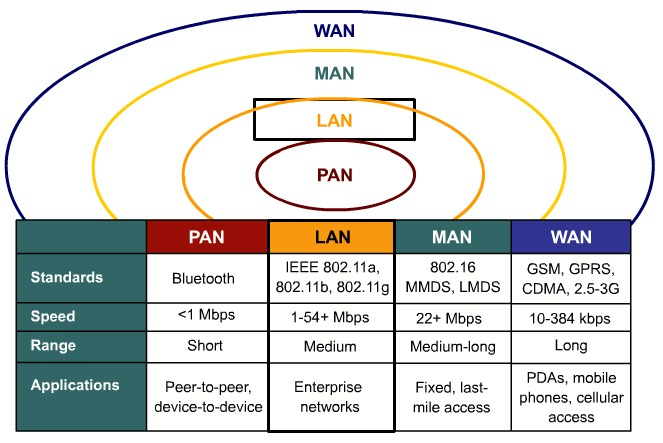 WAN
MAN
LAN
PAN
PAN LAN MAN WAN
Standards Bluetooth IEEE 802.11a, 802.11b, 802.11g 802.16 MMDS, LMDS GSM, GPRS, CDMA, 2.5-3G
Speed <1 Mbps 1-54+ Mbps 22+ Mbps 10-384 kbps
Range Short Medium Medium-long Long
Applications Peer-to-peer, device-to-device Enterprise networks Fixed, last-mile access PDAs, mobile phones, cellular access